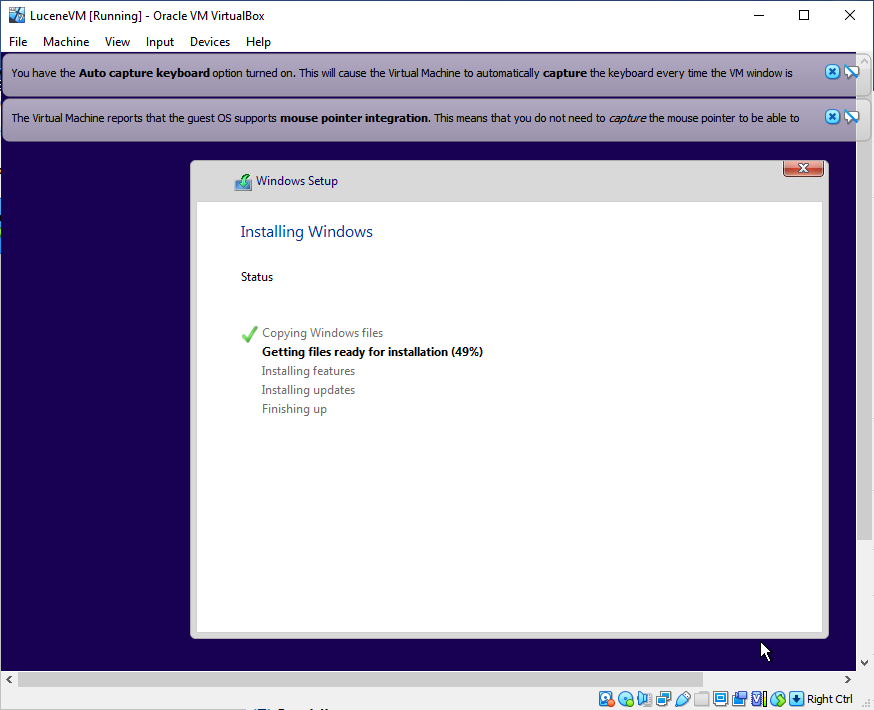 LuceneVM [Running] - Oracle VM VirtualBox
File Machine View Input Devices Help
You have the Auto capture keyboard option turned on. This will cause the Virtual Machine to automatically capture the keyboard every time the VM window is
The Virtual Machine reports that the guest OS supports mouse pointer integration. This means that you do not need to capture the mouse pointer to be able to
Windows Setup
Installing Windows
Status
Copying Windows files
Getting files ready for installation (49%)
Installing features
Installing updates
Finishing up
Right Ctrl